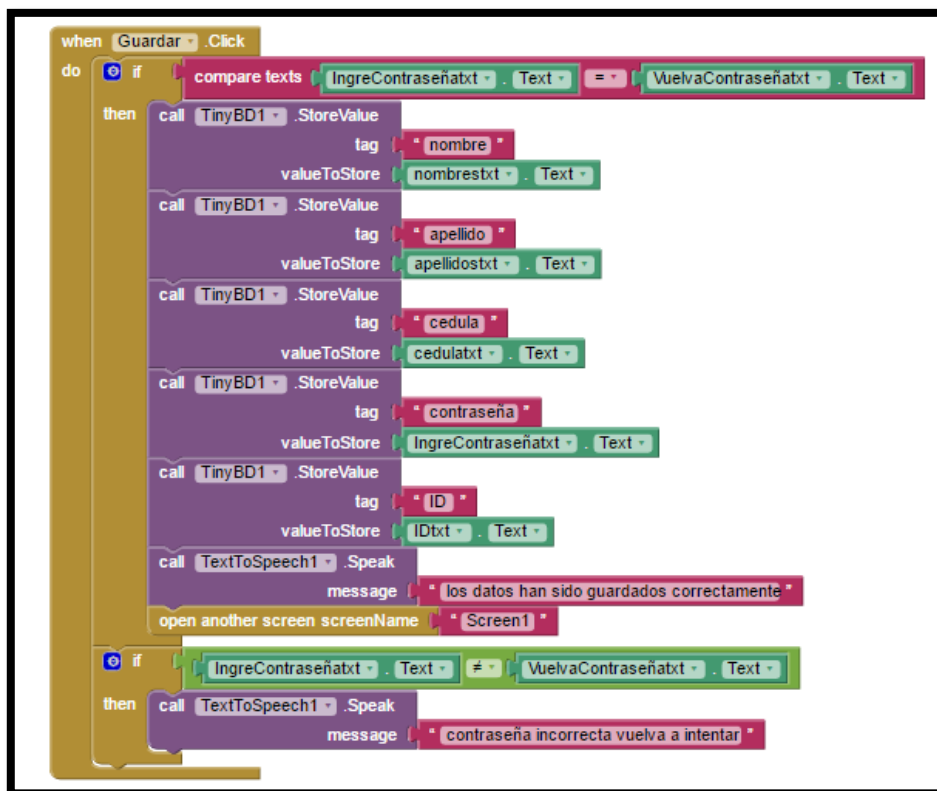 when Guardar .Click
do if compare texts IngreContraseñatxt . Text = VuelvaContraseñatxt . Text
then call TinyBD1 .StoreValue
tag " nombre "
valueToStore nombrestxt . Text
call TinyBD1 .StoreValue
tag " apellido "
valueToStore apellidostxt . Text
call TinyBD1 .StoreValue
tag " cedula "
valueToStore cedulatxt . Text
call TinyBD1 .StoreValue
tag " contraseña "
valueToStore IngreContraseñatxt . Text
call TinyBD1 .StoreValue
tag " ID "
valueToStore IDtxt . Text
call TextToSpeech1 .Speak
message " los datos han sido guardados correctamente "
open another screen screenName " Screen1 "
if IngreContraseñatxt . Text ≠ VuelvaContraseñatxt . Text
then call TextToSpeech1 .Speak
message " contraseña incorrecta vuelva a intentar "